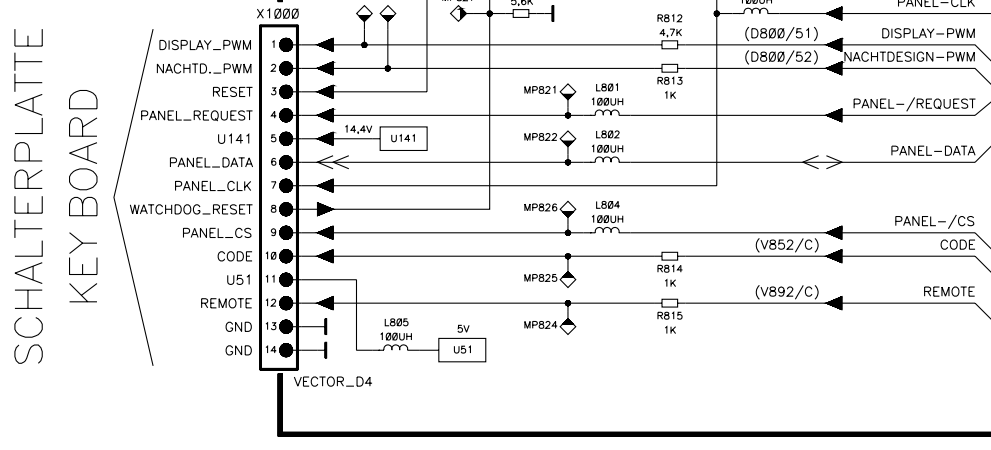 5,6K
100UH
PANEL-CLK
X1000
R812
4,7K
DISPLAY_PWM 1 (D800/51) DISPLAY-PWM
NACHTD._PWM 2 (D800/52) NACHTDESIGN-PWM
R813
1K
RESET 3
MP821
L801
100UH
PANEL_REQUEST 4 PANEL-/REQUEST
U141 5 14,4V U141
MP822
L802
100UH
PANEL_DATA 6 PANEL-DATA
PANEL_CLK 7
WATCHDOG_RESET 8
MP826
L804
100UH
PANEL_CS 9 PANEL-/CS
CODE 10 (V852/C) CODE
R814
1K
MP825
U51 11
REMOTE 12 (V892/C) REMOTE
R815
1K
MP824
GND 13
GND 14
L805
100UH
5V
U51
VECTOR_D4
SCHALTERPLATTE
KEY BOARD